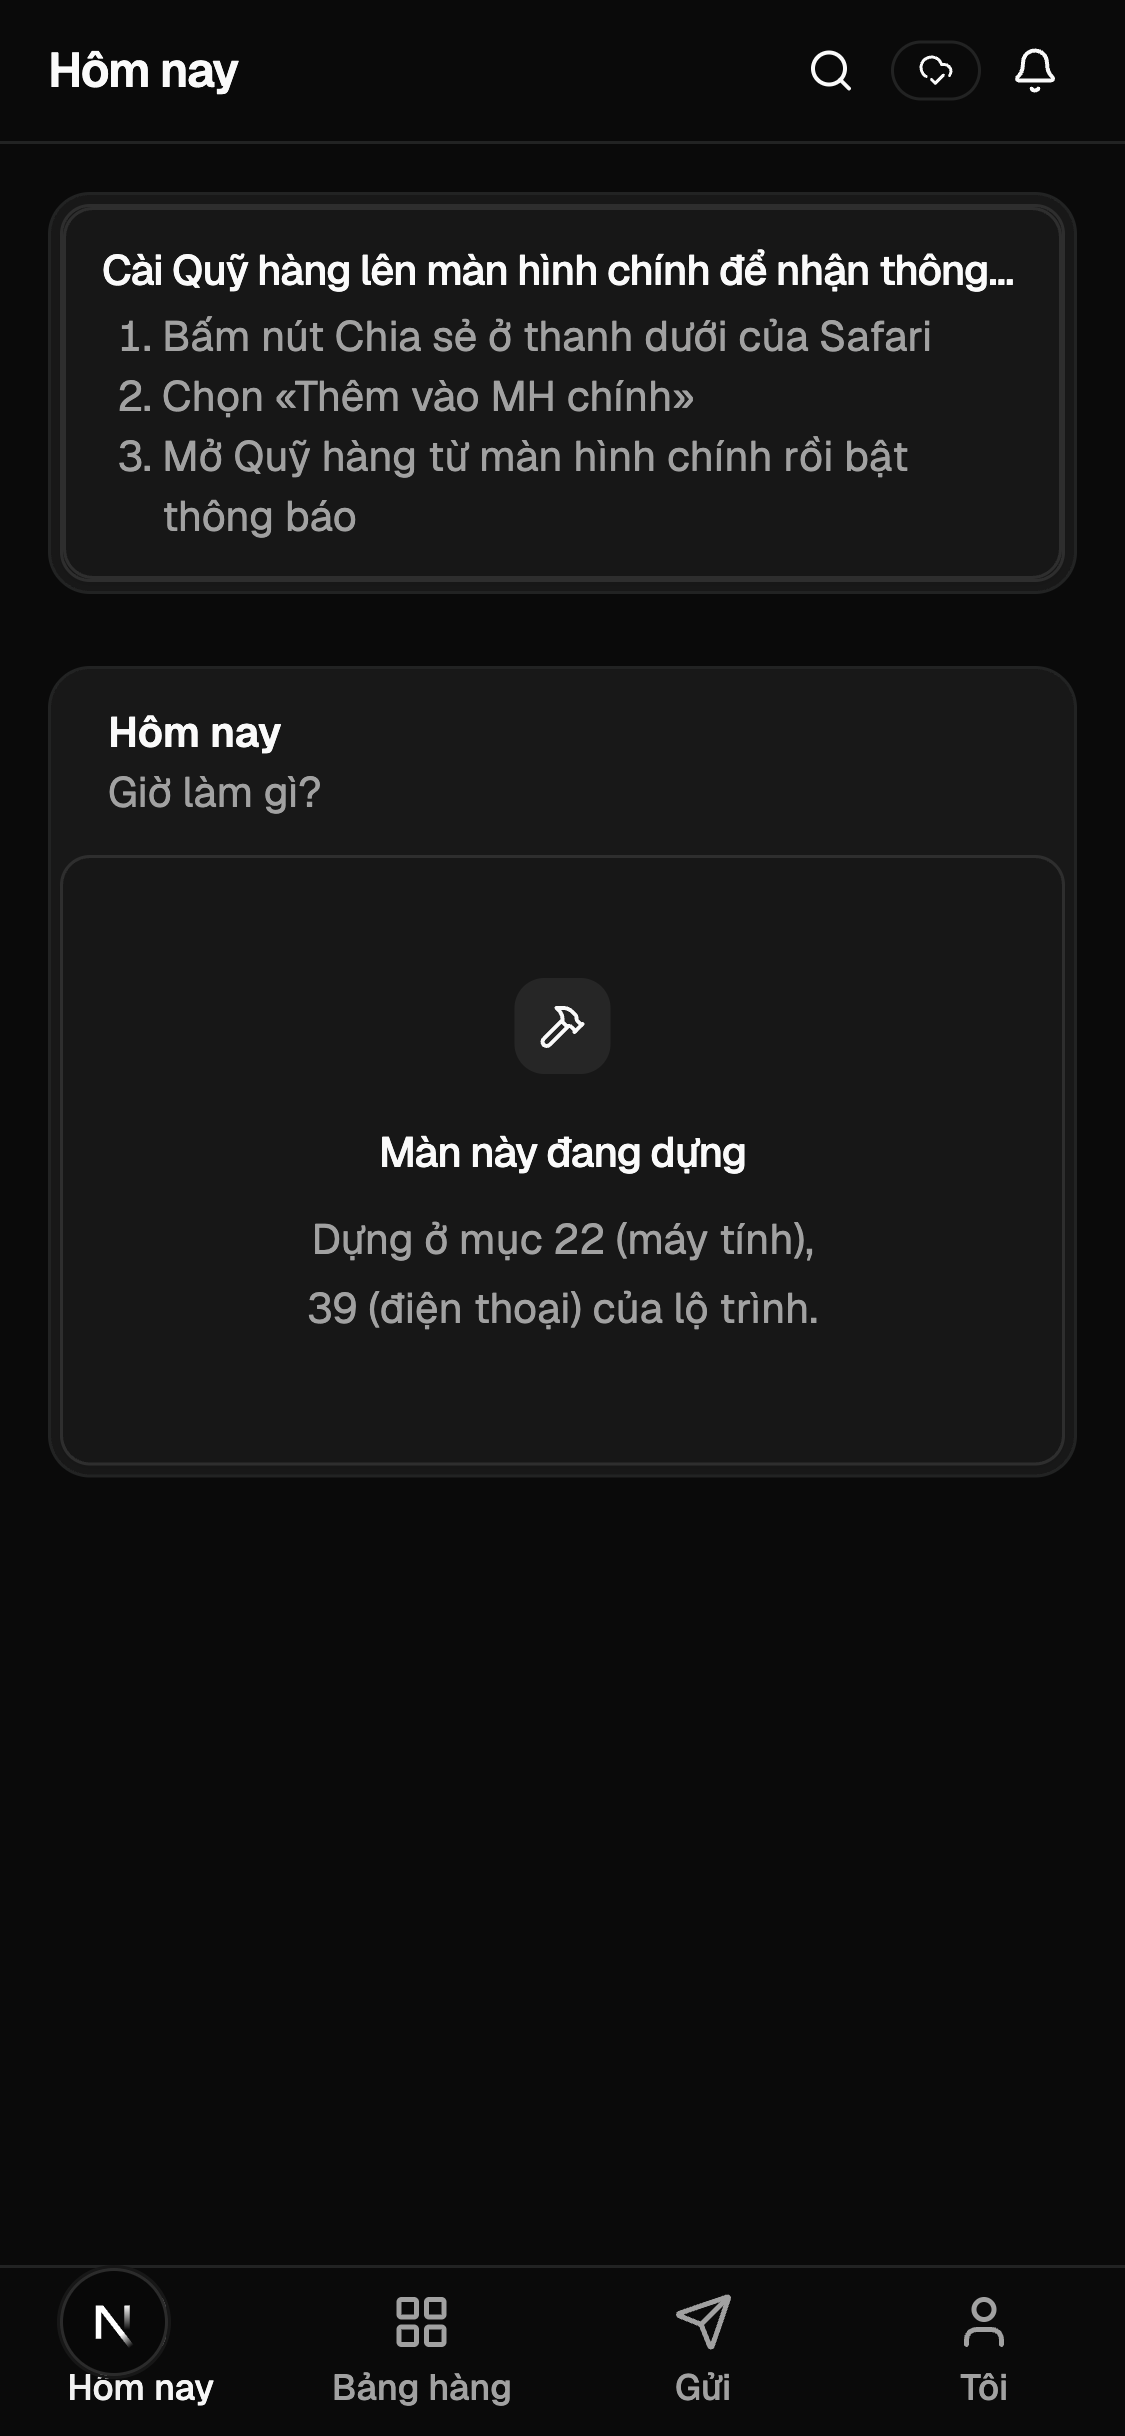 Hôm nay
Cài Quỹ hàng lên màn hình chính để nhận thông...
1. Bấm nút Chia sẻ ở thanh dưới của Safari
2. Chọn «Thêm vào MH chính»
3. Mở Quỹ hàng từ màn hình chính rồi bật
thông báo
Hôm nay
Giờ làm gì?
Màn này đang dựng
Dựng ở mục 22 (máy tính),
39 (điện thoại) của lộ trình.
N
Hôm nay
Bảng hàng
Gửi
Tôi